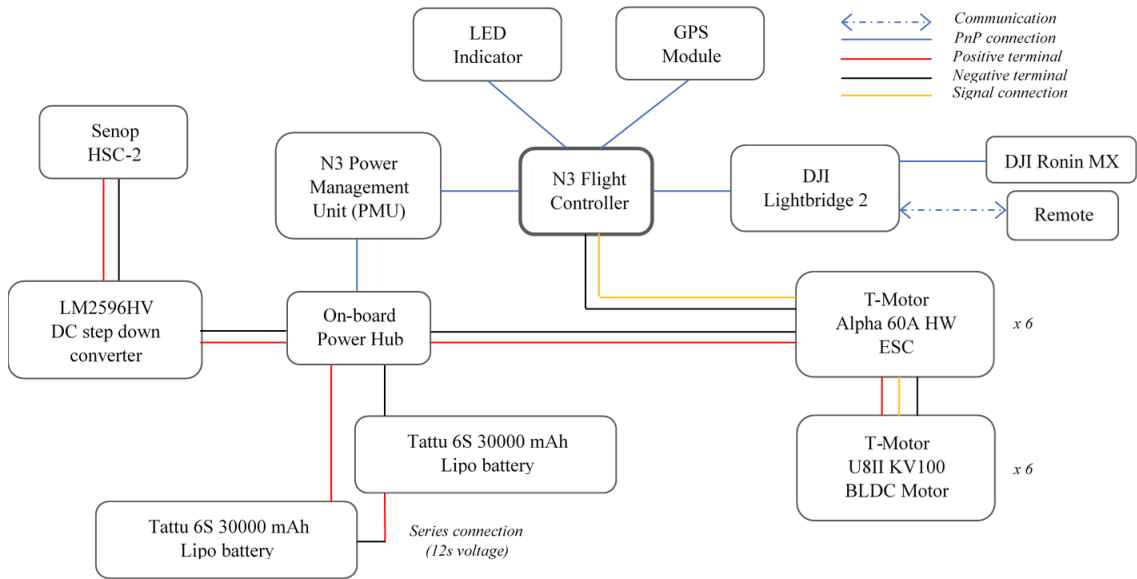 LED
Indicator
GPS
Module
Communication
PnP connection
Positive terminal
Negative terminal
Signal connection
Senop
HSC-2
N3 Power
Management
Unit (PMU)
N3 Flight
Controller
DJI
Lightbridge 2
DJI Ronin MX
Remote
LM2596HV
DC step down
converter
On-board
Power Hub
T-Motor
Alpha 60A HW
ESC
x 6
Tattu 6S 30000 mAh
Lipo battery
T-Motor
U8II KV100
BLDC Motor
x 6
Tattu 6S 30000 mAh
Lipo battery
Series connection
(12s voltage)